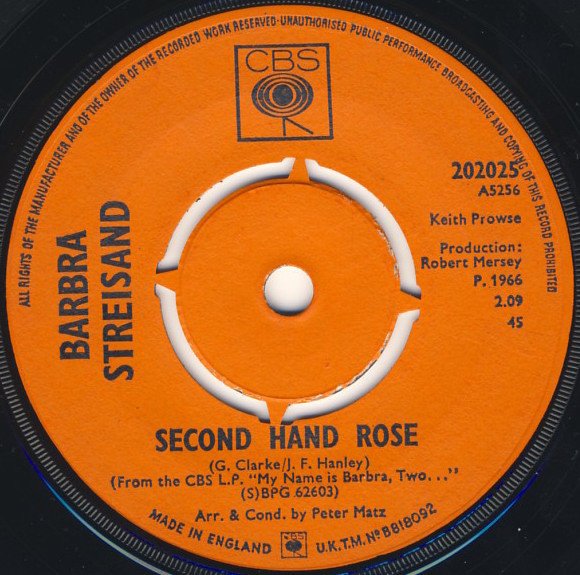 ALL RIGHTS OF THE MANUFACTURER AND OF THE OWNER OF THE RECORDED WORK RESERVED-UNAUTHORISED PUBLIC PERFORMANCE BROADCASTING AND COPYING OF THIS RECORD PROHIBITED
CBS
202025
A5256
Keith Prowse
Production:
Robert Mersey
P. 1966
2.09
45
BARBRA
STREISAND
SECOND HAND ROSE
(G. Clarke/J. F. Hanley)
(From the CBS L.P. "My Name is Barbra, Two..."
(S)BPG 62603)
Arr. & Cond. by Peter Matz
MADE IN ENGLAND U.K.T.M. Nº B818092